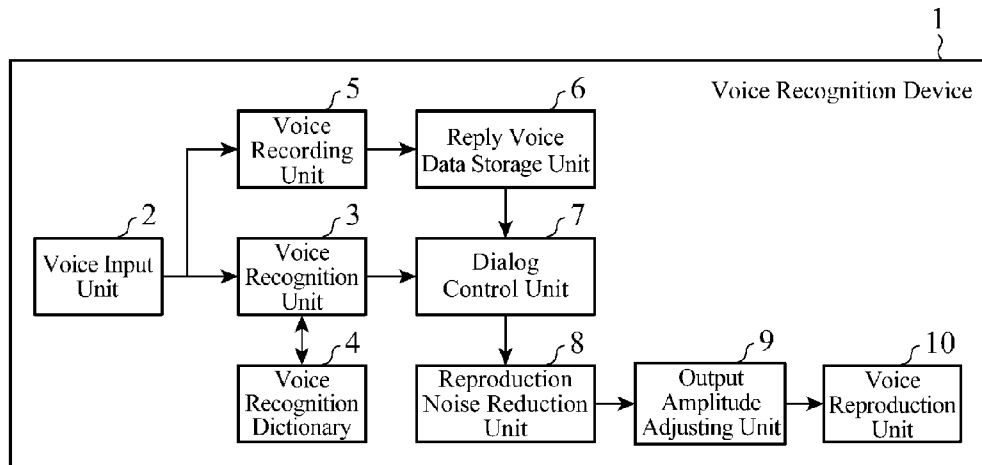 1
Voice Recognition Device
5
Voice
Recording
Unit
6
Reply Voice
Data Storage Unit
2
Voice Input
Unit
3
Voice
Recognition
Unit
7
Dialog
Control Unit
4
Voice
Recognition
Dictionary
8
Reproduction
Noise Reduction
Unit
9
Output
Amplitude
Adjusting Unit
10
Voice
Reproduction
Unit